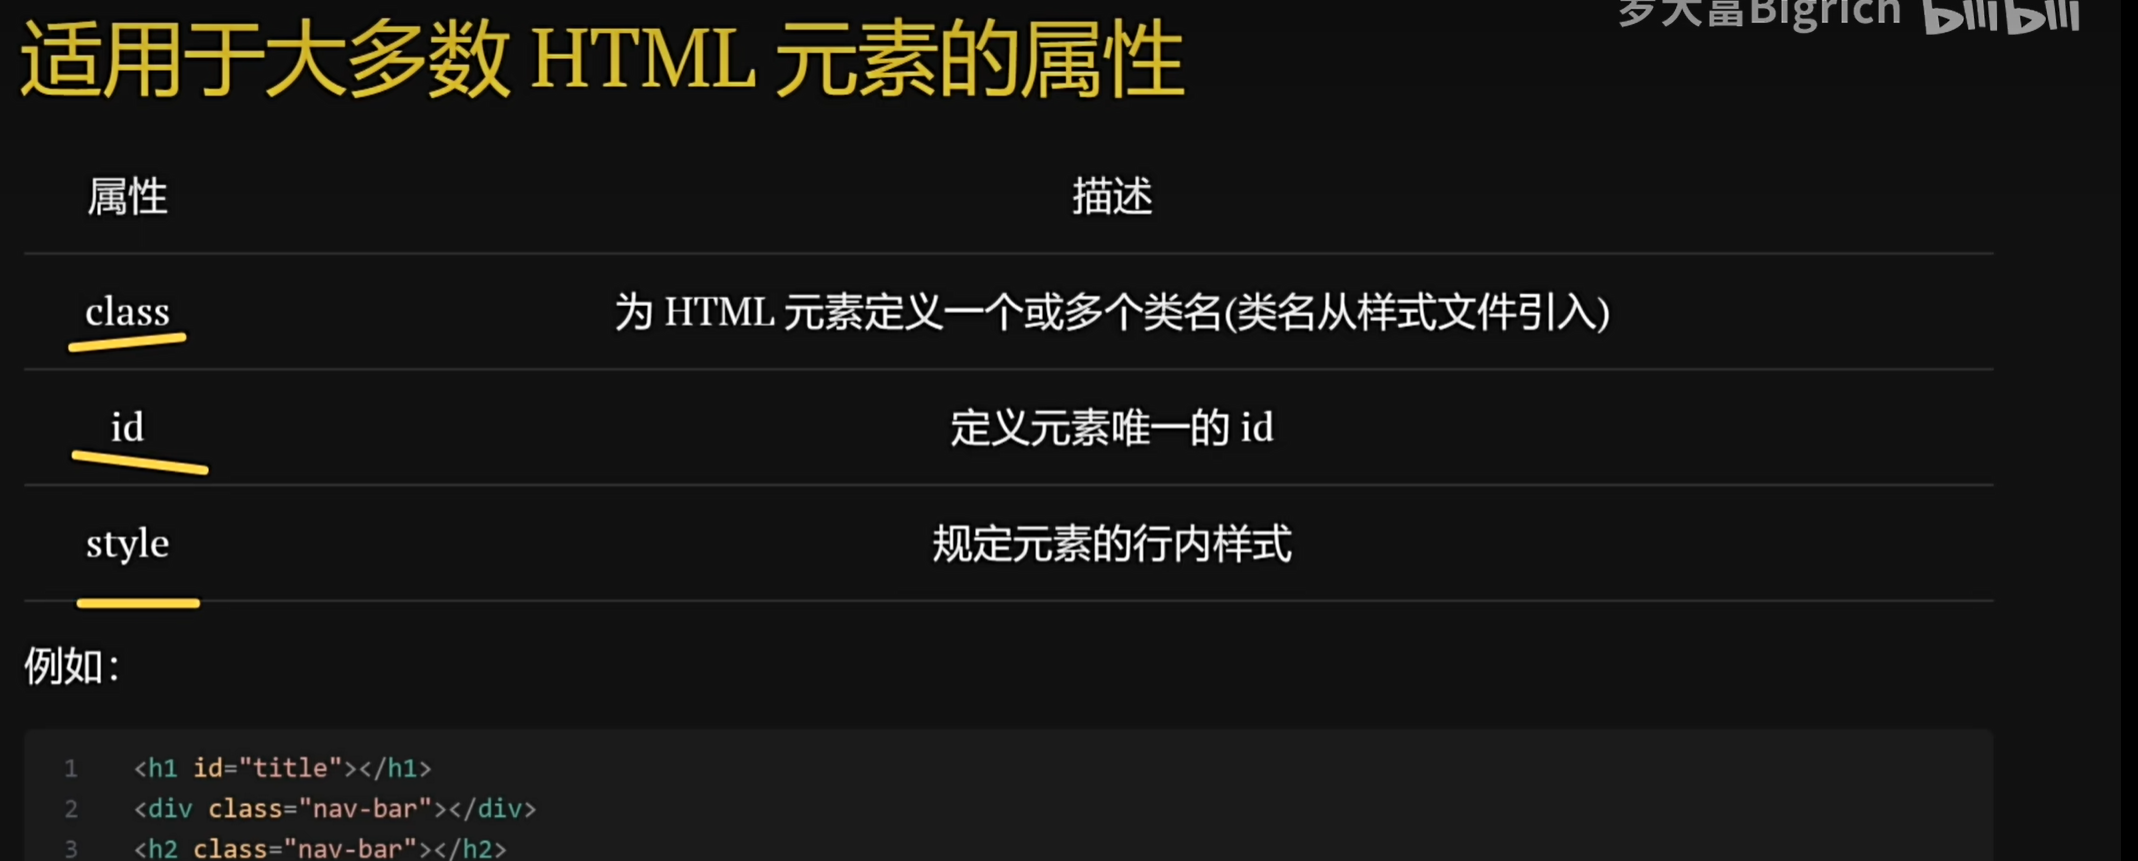 罗大富Bigrich bilibili
适用于大多数 HTML 元素的属性
属性 描述
class 为 HTML 元素定义一个或多个类名(类名从样式文件引入)
id 定义元素唯一的 id
style 规定元素的行内样式
例如：
1 <h1 id="title"></h1>
2 <div class="nav-bar"></div>
3 <h2 class="nav-bar"></h2>